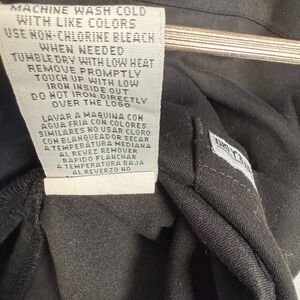 MACHINE WASH COLD
WITH LIKE COLORS
USE NON-CHLORINE BLEACH
WHEN NEEDED
TUMBLE DRY WITH LOW HEAT
REMOVE PROMPTLY
TOUCH UP WITH LOW
IRON INSIDE OUT
DO NOT IRON DIRECTLY
OVER THE LOGO
LAVAR A MAQUINA CON
AGUA FRIA CON COLORES
SIMILARES NO USAR CLORO
CON BLANQUEADOR SECAR
A TEMPERATURA MEDIANA
AL REVEZ REMOVER
RAPIDO PLANCHAR
A TEMPERATURA BAJA
AL REVERZ NO